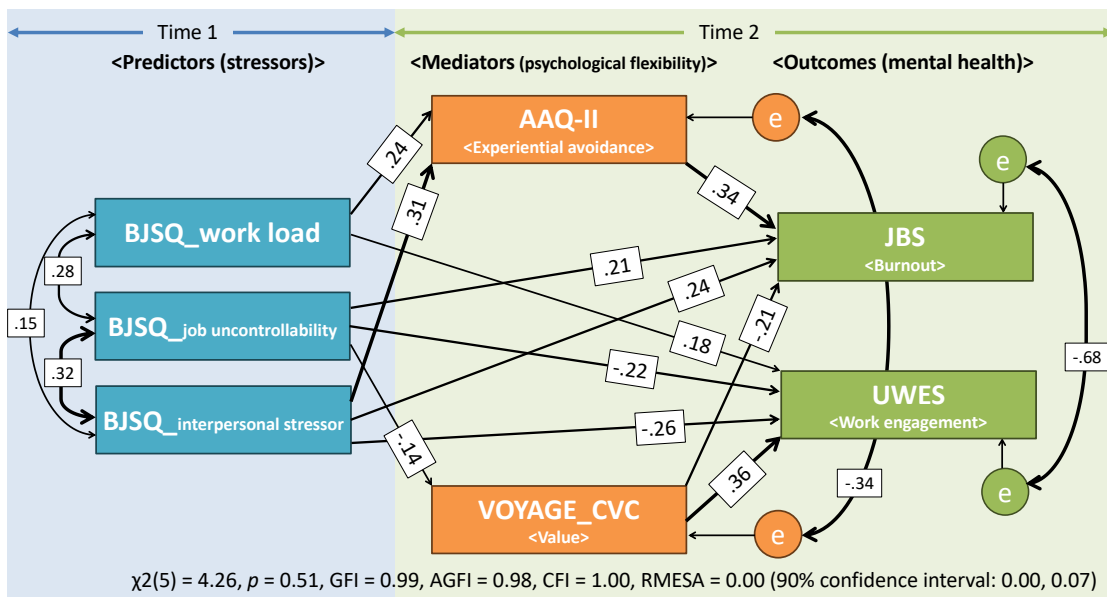 Time 1
Time 2
<Predictors (stressors)>
<Mediators (psychological flexibility)>
<Outcomes (mental health)>
AAQ-II
<Experiential avoidance>
e
e
.24
.31
.34
BJSQ_work load
JBS
<Burnout>
.28
.21
.24
BJSQ_job uncontrollability
.15
-.21
.18
-.22
.32
-.68
BJSQ_interpersonal stressor
UWES
<Work engagement>
-.26
-.14
.36
-.34
e
VOYAGE_CVC
<Value>
e
χ2(5) = 4.26, p = 0.51, GFI = 0.99, AGFI = 0.98, CFI = 1.00, RMESA = 0.00 (90% confidence interval: 0.00, 0.07)